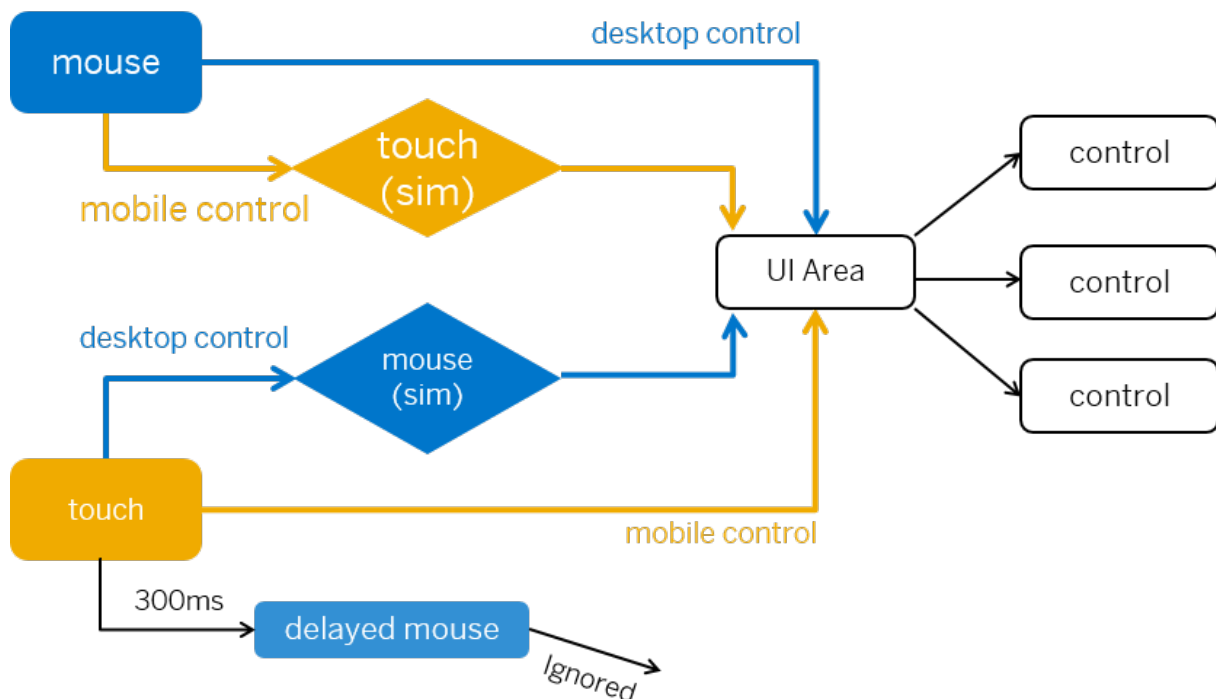 desktop control
mouse
touch
(sim)
mobile control
control
UI Area
control
desktop control
mouse
(sim)
control
touch
mobile control
300ms
delayed mouse
Ignored